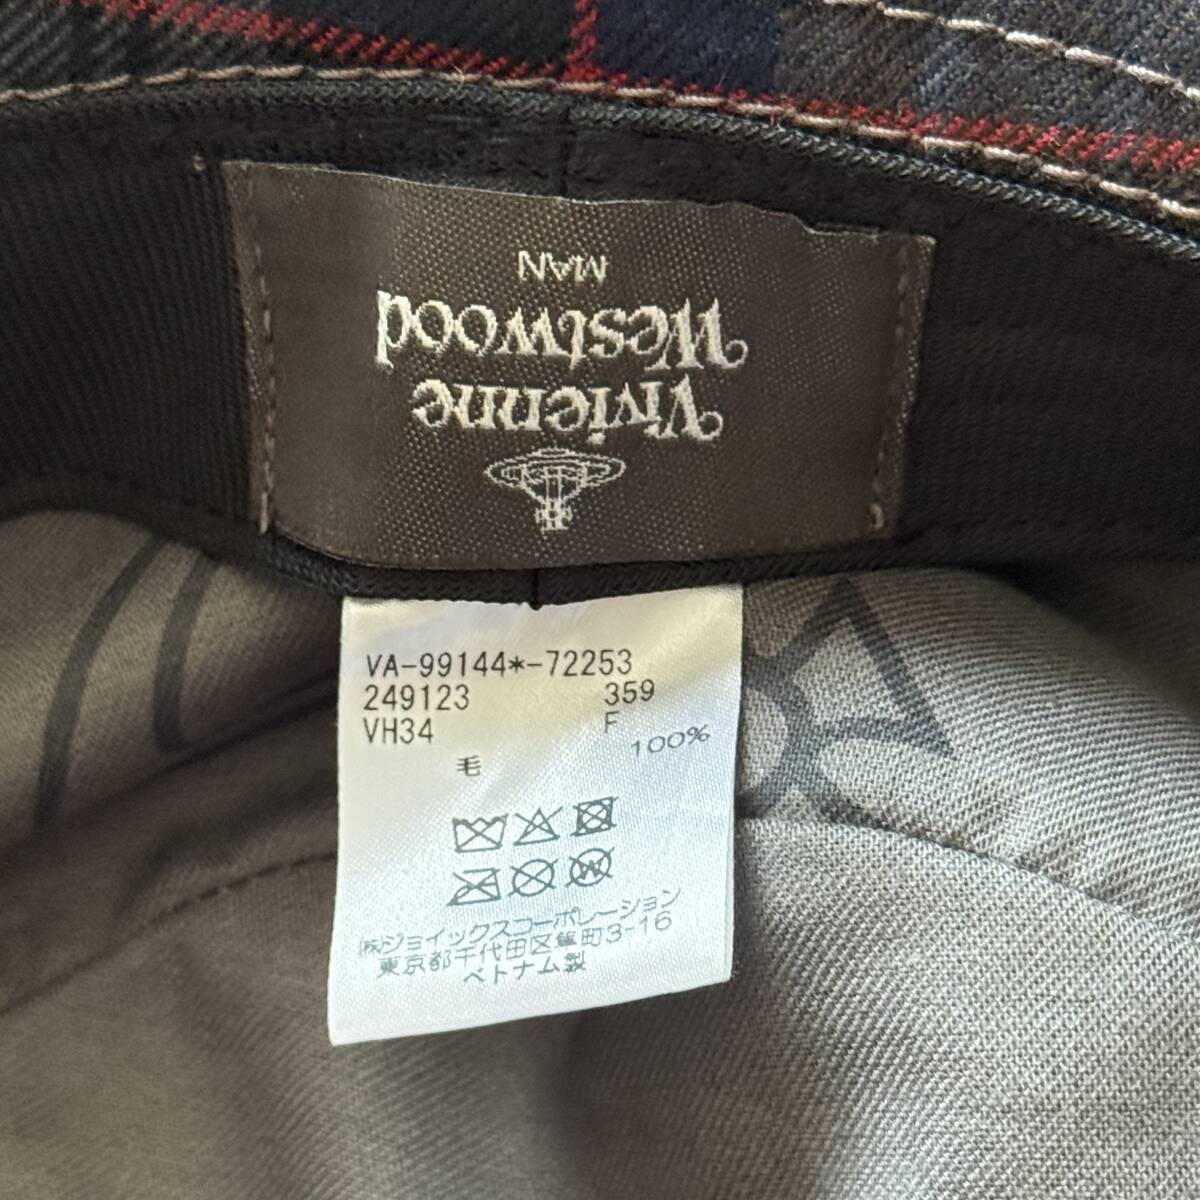 Vivienne
Westwood
MAN
VA-99144*-72253
249123 359
VH34 F
毛 100%
㈱ジョイックスコーポレーション
東京都千代田区隼町3-16
ベトナム製